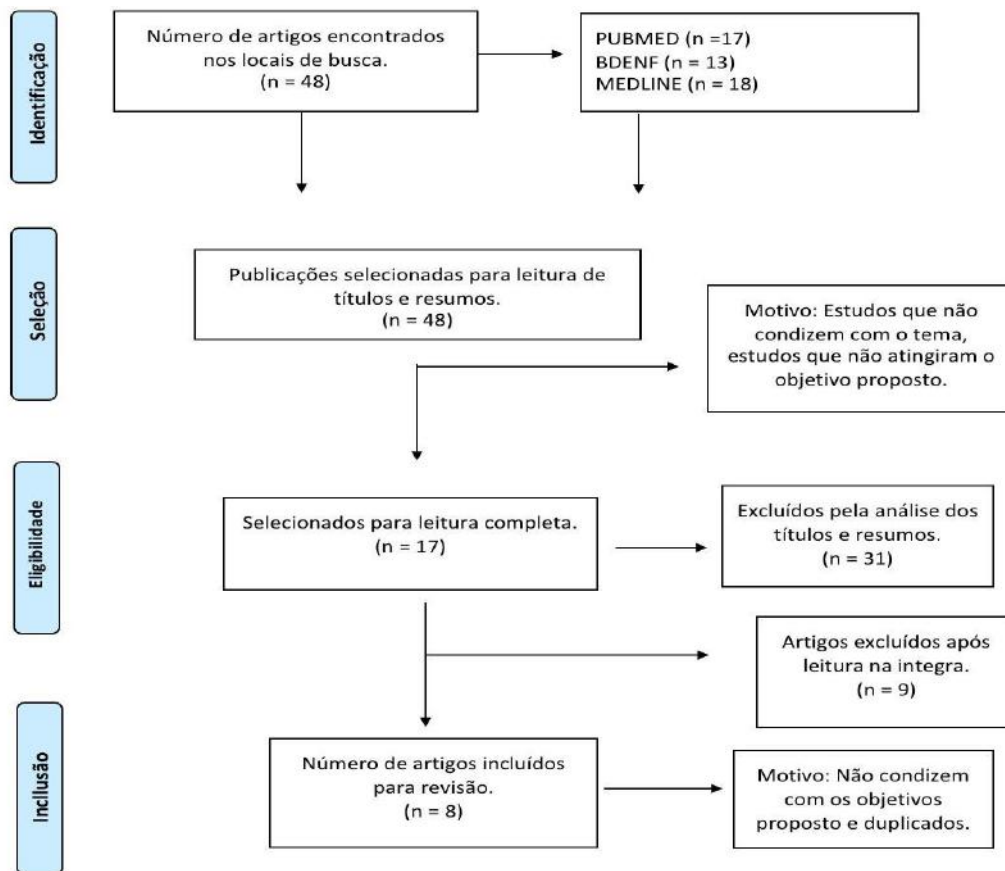 Identificação
Número de artigos encontrados
nos locais de busca.
(n = 48)
PUBMED (n =17)
BDENF (n = 13)
MEDLINE (n = 18)
Seleção
Publicações selecionadas para leitura de
títulos e resumos.
(n = 48)
Motivo: Estudos que não
condizem com o tema,
estudos que não atingiram o
objetivo proposto.
Eligibilidade
Selecionados para leitura completa.
(n = 17)
Excluídos pela análise dos
títulos e resumos.
(n = 31)
Artigos excluídos após
leitura na integra.
(n = 9)
Inclusão
Número de artigos incluídos
para revisão.
(n = 8)
Motivo: Não condizem
com os objetivos
proposto e duplicados.